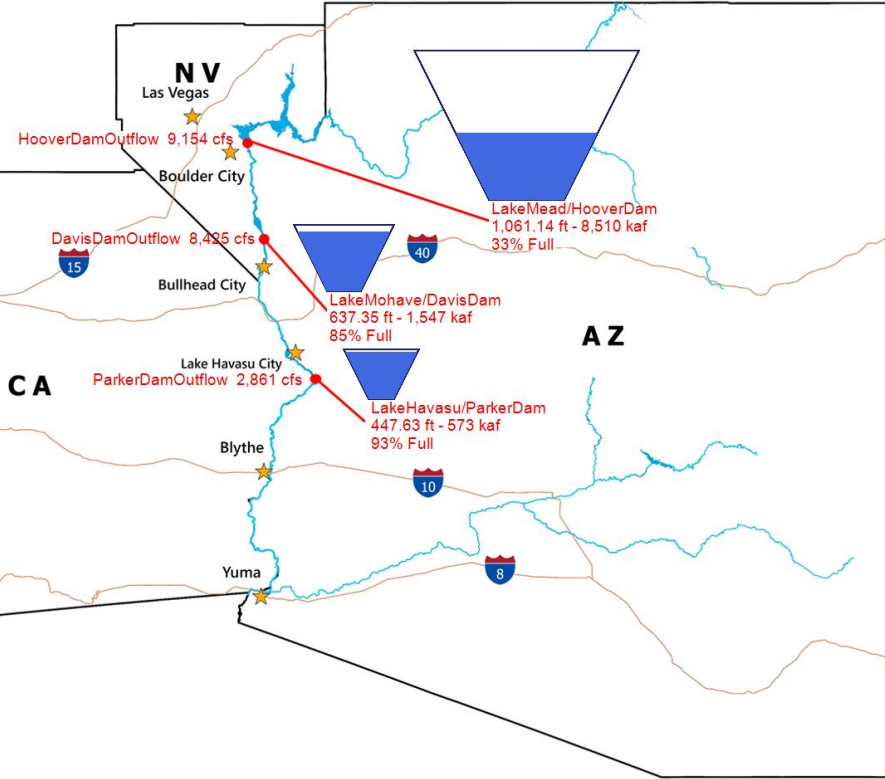 NV
Las Vegas
HooverDamOutflow 9,154 cfs
Boulder City
LakeMead/HooverDam
1,061.14 ft - 8,510 kaf
33% Full
DavisDamOutflow 8,425 cfs
40
15
Bullhead City
LakeMohave/DavisDam
637.35 ft - 1,547 kaf
85% Full
AZ
Lake Havasu City
CA
ParkerDamOutflow 2,861 cfs
LakeHavasu/ParkerDam
447.63 ft - 573 kaf
93% Full
Blythe
10
Yuma
8